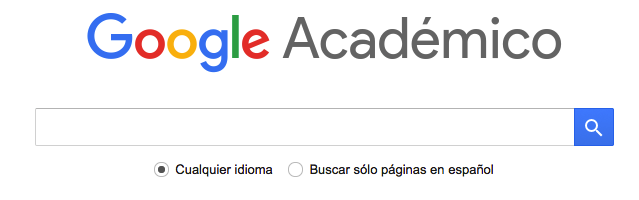 Google Académico
Cualquier idioma Buscar sólo páginas en español